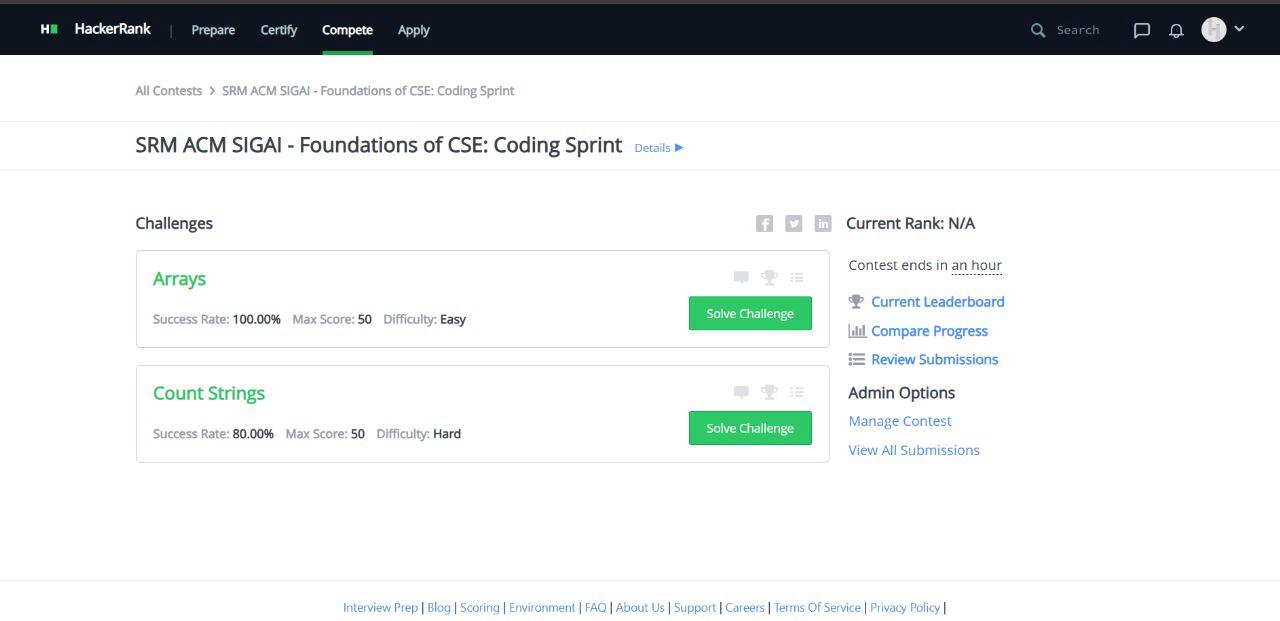 HackerRank | Prepare Certify Compete Apply Search
All Contests > SRM ACM SIGAI - Foundations of CSE: Coding Sprint
SRM ACM SIGAI - Foundations of CSE: Coding Sprint Details ▶
Challenges
Arrays
Success Rate: 100.00% Max Score: 50 Difficulty: Easy
Solve Challenge
Count Strings
Success Rate: 80.00% Max Score: 50 Difficulty: Hard
Solve Challenge
Current Rank: N/A
Contest ends in an hour
Current Leaderboard
Compare Progress
Review Submissions
Admin Options
Manage Contest
View All Submissions
Interview Prep | Blog | Scoring | Environment | FAQ | About Us | Support | Careers | Terms Of Service | Privacy Policy |